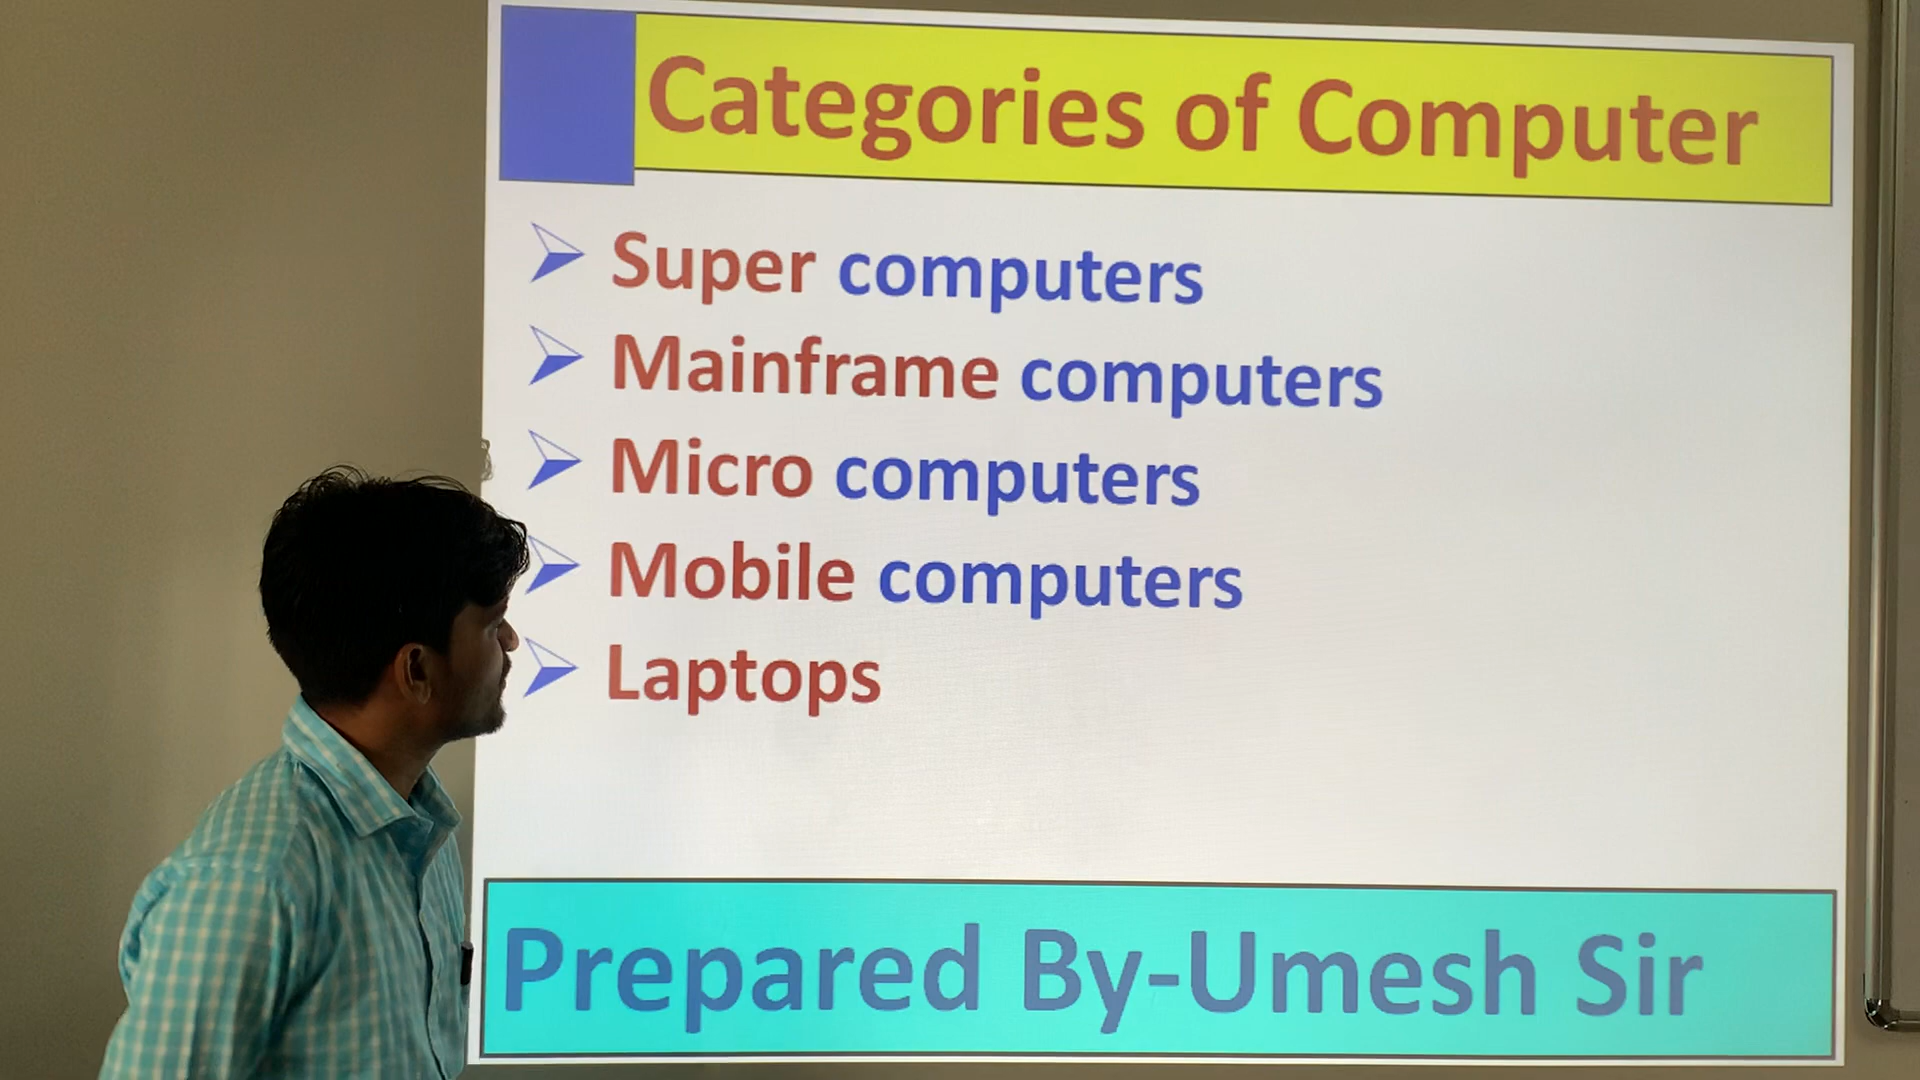 Categories of Computer
Super computers
Mainframe computers
Micro computers
Mobile computers
Laptops
Prepared By-Umesh Sir